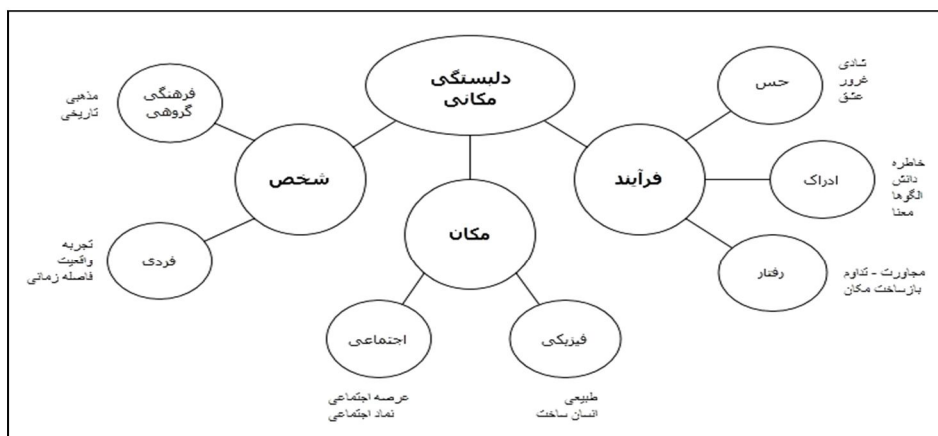 دلبستگی
مکانی
شخص
فرهنگی
گروهی
مذهبی
تاریخی
فردی
تجربه
واقعیت
فاصله زمانی
مکان
اجتماعی
عرصه اجتماعی
نماد اجتماعی
فیزیکی
طبیعی
انسان ساخت
فرآیند
حس
شادی
غرور
عشق
ادراک
خاطره
دانش
الگوها
معنا
رفتار
مجاورت - تداوم
بازساخت مکان